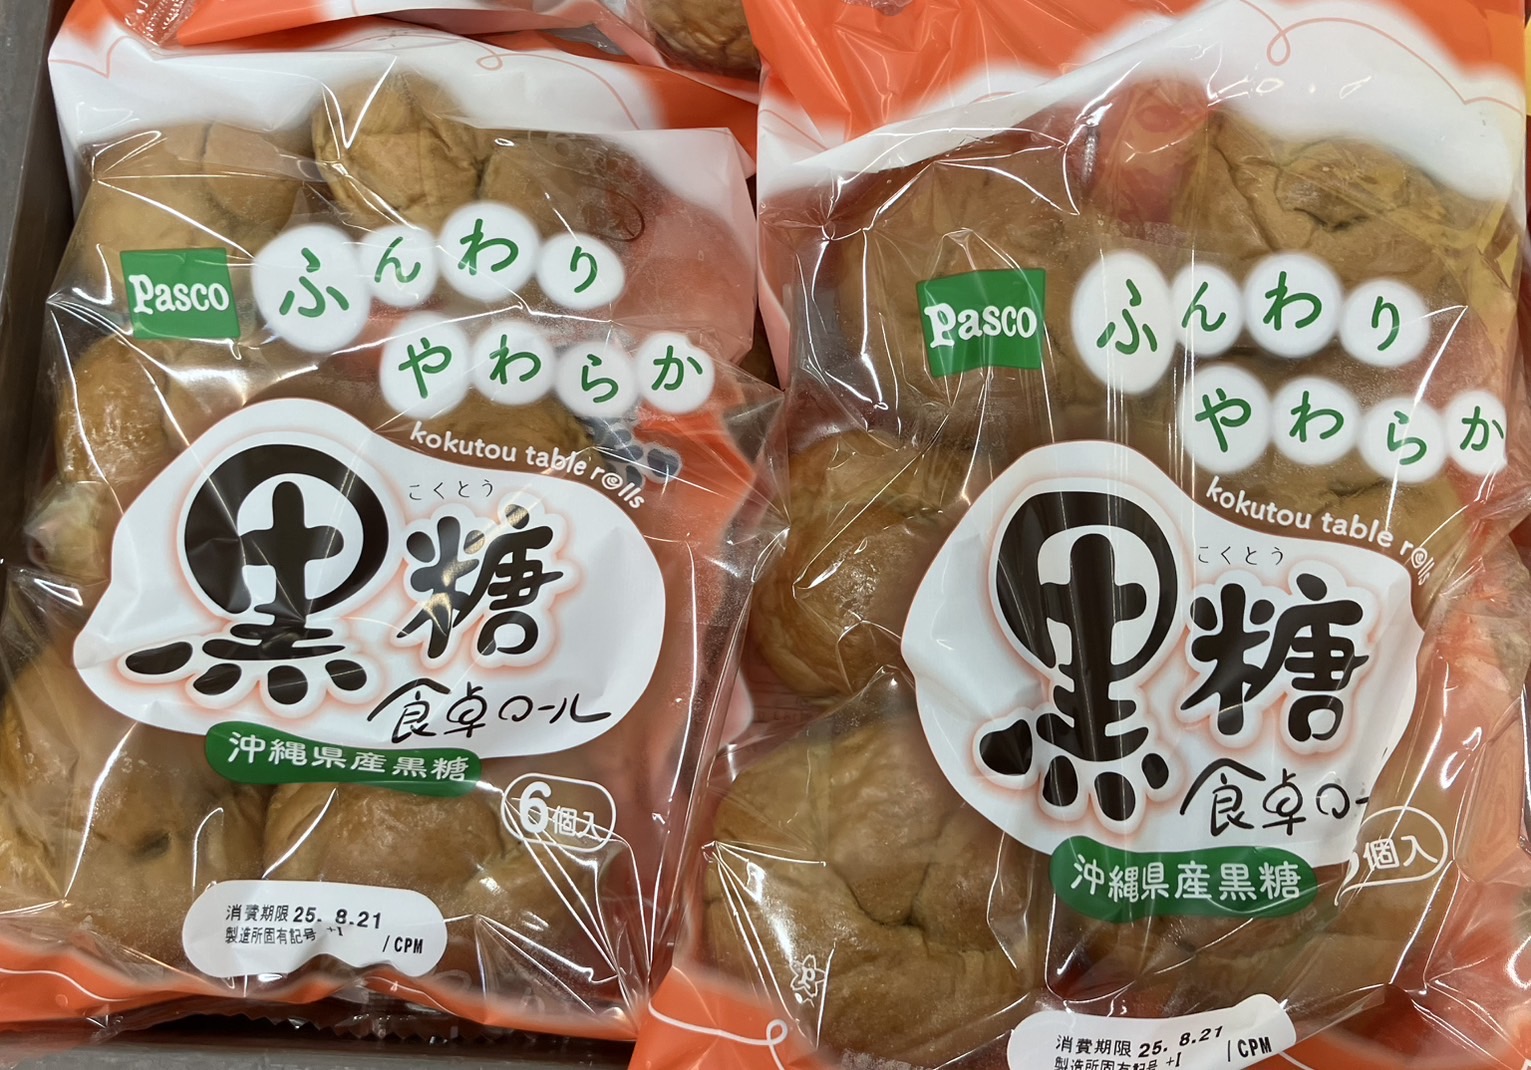 Pasco
ふんわり
やわらか
kokutou table rolls
こくとう
黒糖
食卓ロール
沖縄県産黒糖
6個入
消費期限 25. 8.21
製造所固有記号 +I /CPM
Pasco
ふんわり
やわらか
kokutou table rolls
こくとう
黒糖
食卓ロー
沖縄県産黒糖
個入
消費期限 25. 8.21
製造所固有記号 +I /CPM